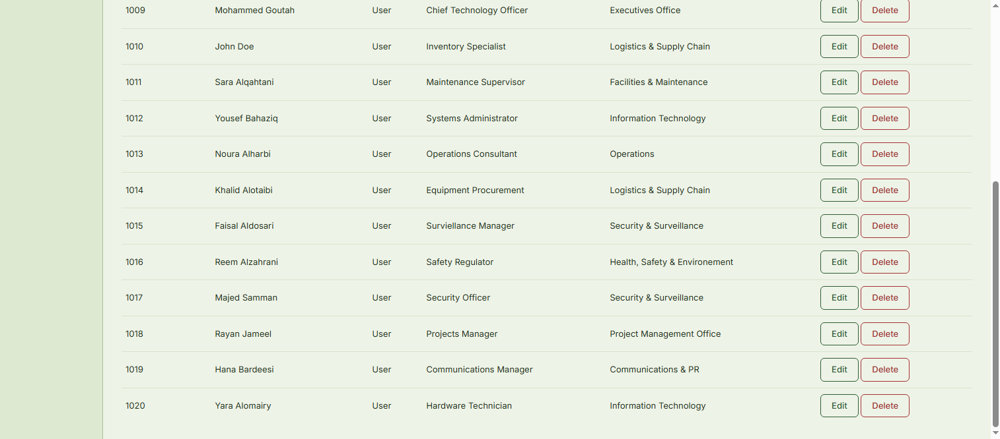 1009 Mohammed Goutah User Chief Technology Officer Executives Office Edit Delete
1010 John Doe User Inventory Specialist Logistics & Supply Chain Edit Delete
1011 Sara Alqahtani User Maintenance Supervisor Facilities & Maintenance Edit Delete
1012 Yousef Bahaziq User Systems Administrator Information Technology Edit Delete
1013 Noura Alharbi User Operations Consultant Operations Edit Delete
1014 Khalid Alotaibi User Equipment Procurement Logistics & Supply Chain Edit Delete
1015 Faisal Aldosari User Surviellance Manager Security & Surveillance Edit Delete
1016 Reem Alzahrani User Safety Regulator Health, Safety & Environement Edit Delete
1017 Majed Samman User Security Officer Security & Surveillance Edit Delete
1018 Rayan Jameel User Projects Manager Project Management Office Edit Delete
1019 Hana Bardeesi User Communications Manager Communications & PR Edit Delete
1020 Yara Alomairy User Hardware Technician Information Technology Edit Delete